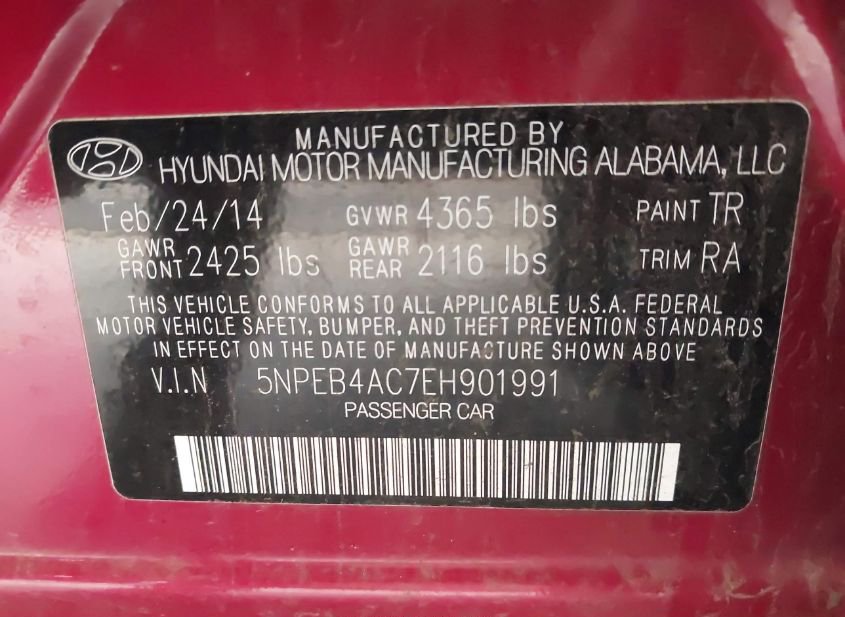 MANUFACTURED BY
HYUNDAI MOTOR MANUFACTURING ALABAMA, LLC
Feb/24/14 GVWR 4365 lbs PAINT TR
GAWR FRONT 2425 lbs GAWR REAR 2116 lbs TRIM RA
THIS VEHICLE CONFORMS TO ALL APPLICABLE U.S.A. FEDERAL
MOTOR VEHICLE SAFETY, BUMPER, AND THEFT PREVENTION STANDARDS
IN EFFECT ON THE DATE OF MANUFACTURE SHOWN ABOVE
V.I.N 5NPEB4AC7EH901991
PASSENGER CAR